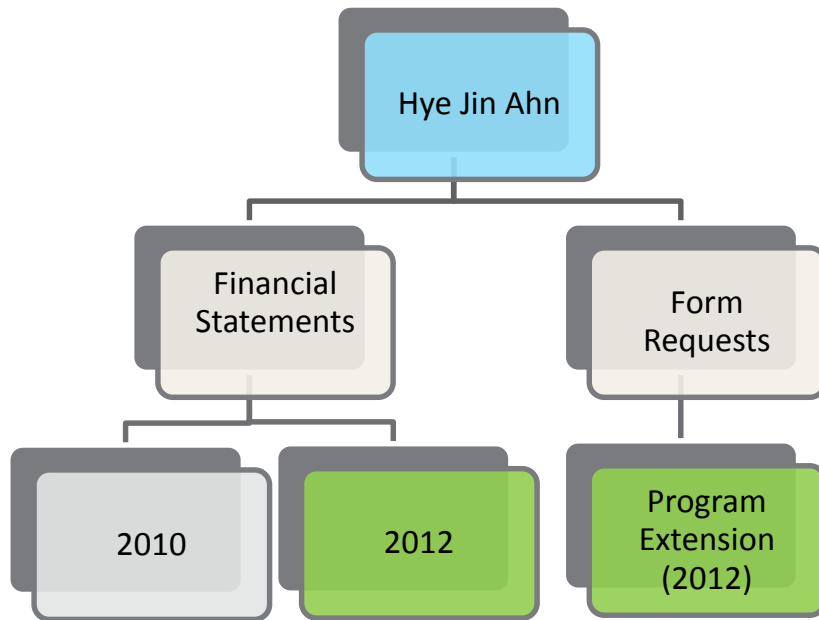 Hye Jin Ahn
Financial
Statements
Form
Requests
2010
2012
Program
Extension
(2012)